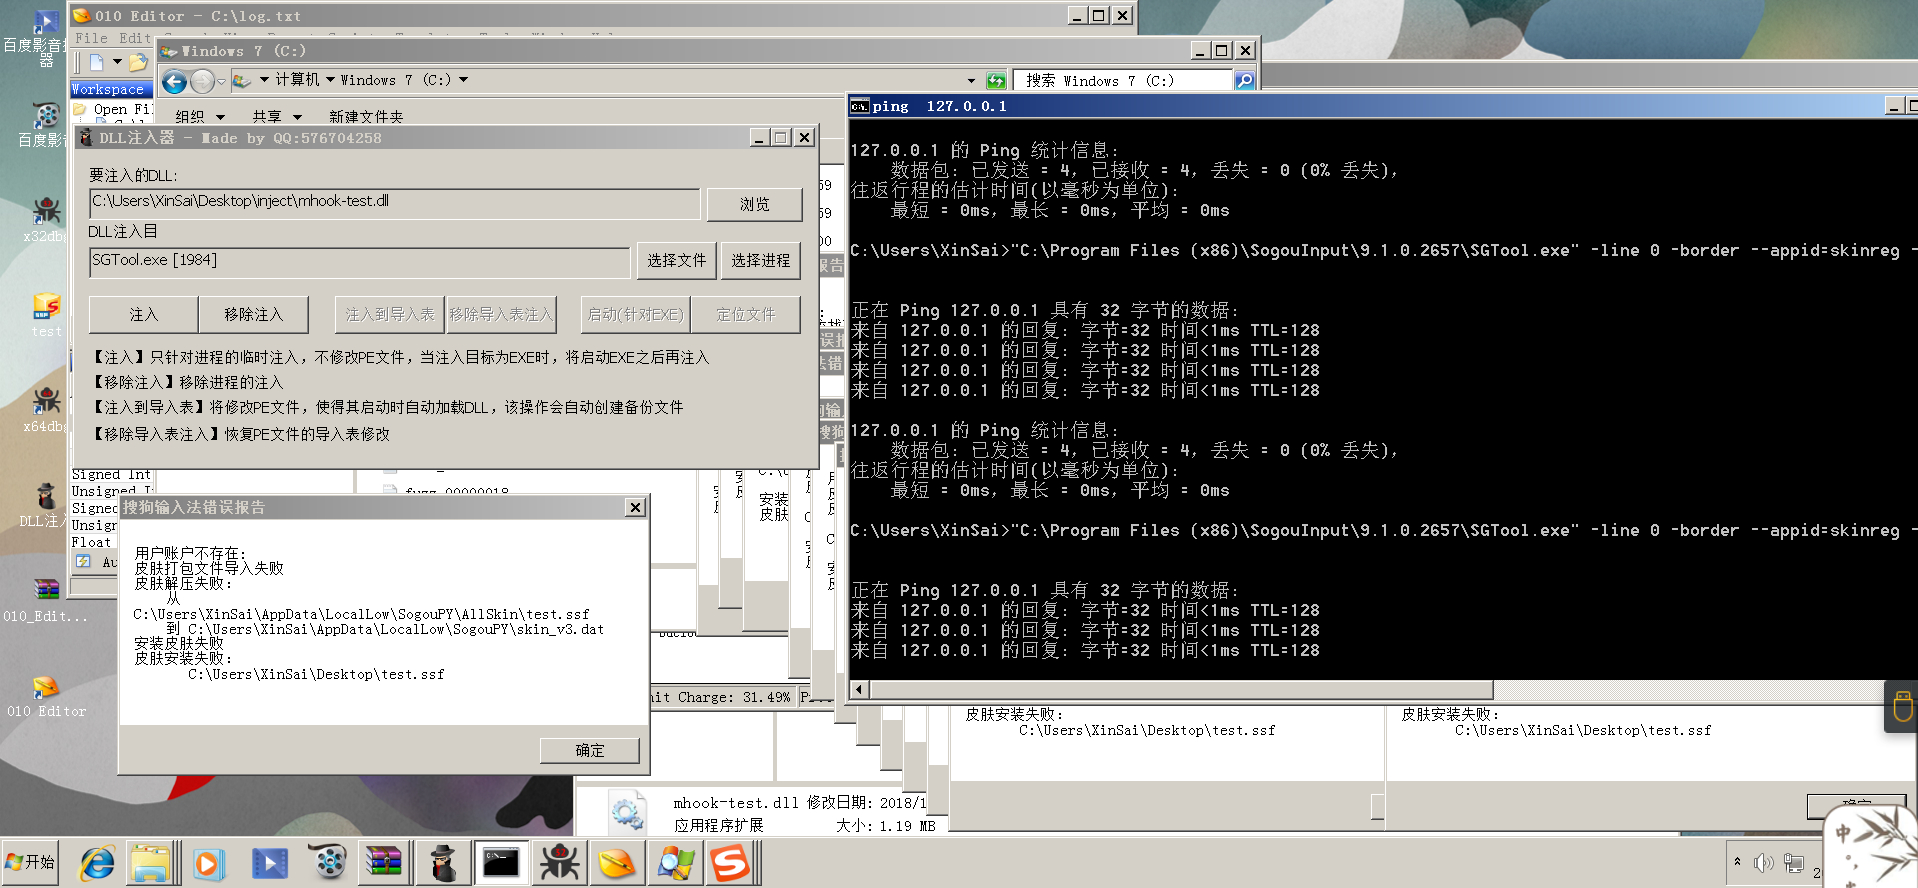 010 Editor - C:\log.txt
File Edit
Windows 7 (C:)
计算机 Windows 7 (C:)
搜索 Windows 7 (C:)
组织 共享 新建文件夹
Workspace
Open Fil
百度影音
器
百度影
x32dbg
test
x64dbg
DLL注入
010_Edit...
010 Editor
DLL注入器 - Made by QQ:576704258
要注入的DLL:
C:\Users\XinSai\Desktop\inject\mhook-test.dll
浏览
DLL注入目
SGTool.exe [1984]
选择文件
选择进程
注入
移除注入
注入到导入表
移除导入表注入
启动(针对EXE)
定位文件
【注入】只针对进程的临时注入，不修改PE文件，当注入目标为EXE时，将启动EXE之后再注入
【移除注入】移除进程的注入
【注入到导入表】将修改PE文件，使得其启动时自动加载DLL，该操作会自动创建备份文件
【移除导入表注入】恢复PE文件的导入表修改
Signed Int
Unsigned I
Signed
Unsign
Float
Au
fuzz_00000018
搜狗输入法错误报告
用户账户不存在:
皮肤打包文件导入失败
皮肤解压失败:
从
C:\Users\XinSai\AppData\LocalLow\SogouPY\AllSkin\test.ssf
到 C:\Users\XinSai\AppData\LocalLow\SogouPY\skin_v3.dat
安装皮肤失败
皮肤安装失败:
C:\Users\XinSai\Desktop\test.ssf
确定
ping 127.0.0.1
127.0.0.1 的 Ping 统计信息:
数据包: 已发送 = 4，已接收 = 4，丢失 = 0 (0% 丢失)，
往返行程的估计时间(以毫秒为单位):
最短 = 0ms，最长 = 0ms，平均 = 0ms
C:\Users\XinSai>"C:\Program Files (x86)\SogouInput\9.1.0.2657\SGTool.exe" -line 0 -border --appid=skinreg -
正在 Ping 127.0.0.1 具有 32 字节的数据:
来自 127.0.0.1 的回复: 字节=32 时间<1ms TTL=128
来自 127.0.0.1 的回复: 字节=32 时间<1ms TTL=128
来自 127.0.0.1 的回复: 字节=32 时间<1ms TTL=128
来自 127.0.0.1 的回复: 字节=32 时间<1ms TTL=128
127.0.0.1 的 Ping 统计信息:
数据包: 已发送 = 4，已接收 = 4，丢失 = 0 (0% 丢失)，
往返行程的估计时间(以毫秒为单位):
最短 = 0ms，最长 = 0ms，平均 = 0ms
C:\Users\XinSai>"C:\Program Files (x86)\SogouInput\9.1.0.2657\SGTool.exe" -line 0 -border --appid=skinreg -
正在 Ping 127.0.0.1 具有 32 字节的数据:
来自 127.0.0.1 的回复: 字节=32 时间<1ms TTL=128
来自 127.0.0.1 的回复: 字节=32 时间<1ms TTL=128
来自 127.0.0.1 的回复: 字节=32 时间<1ms TTL=128
Charge: 31.49%
皮肤安装失败:
C:\Users\XinSai\Desktop\test.ssf
皮肤安装失败:
C:\Users\XinSai\Desktop\test.ssf
mhook-test.dll 修改日期: 2018/1
应用程序扩展 大小: 1.19 MB
开始
中